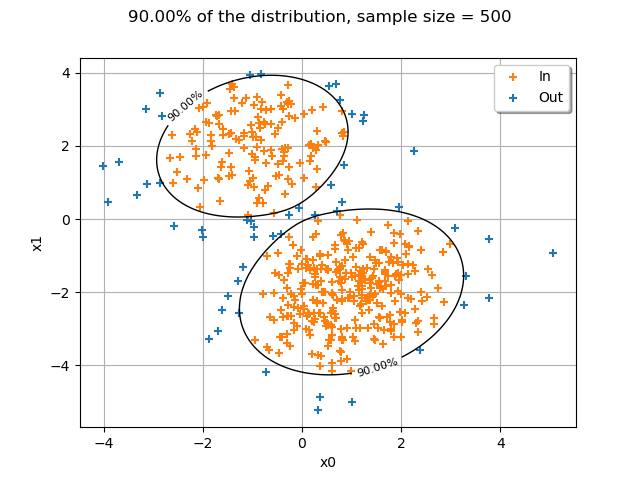 90.00% of the distribution, sample size = 500
In
Out
90.00%
90.00%
4
2
0
−2
−4
x1
−4
−2
0
2
4
x0